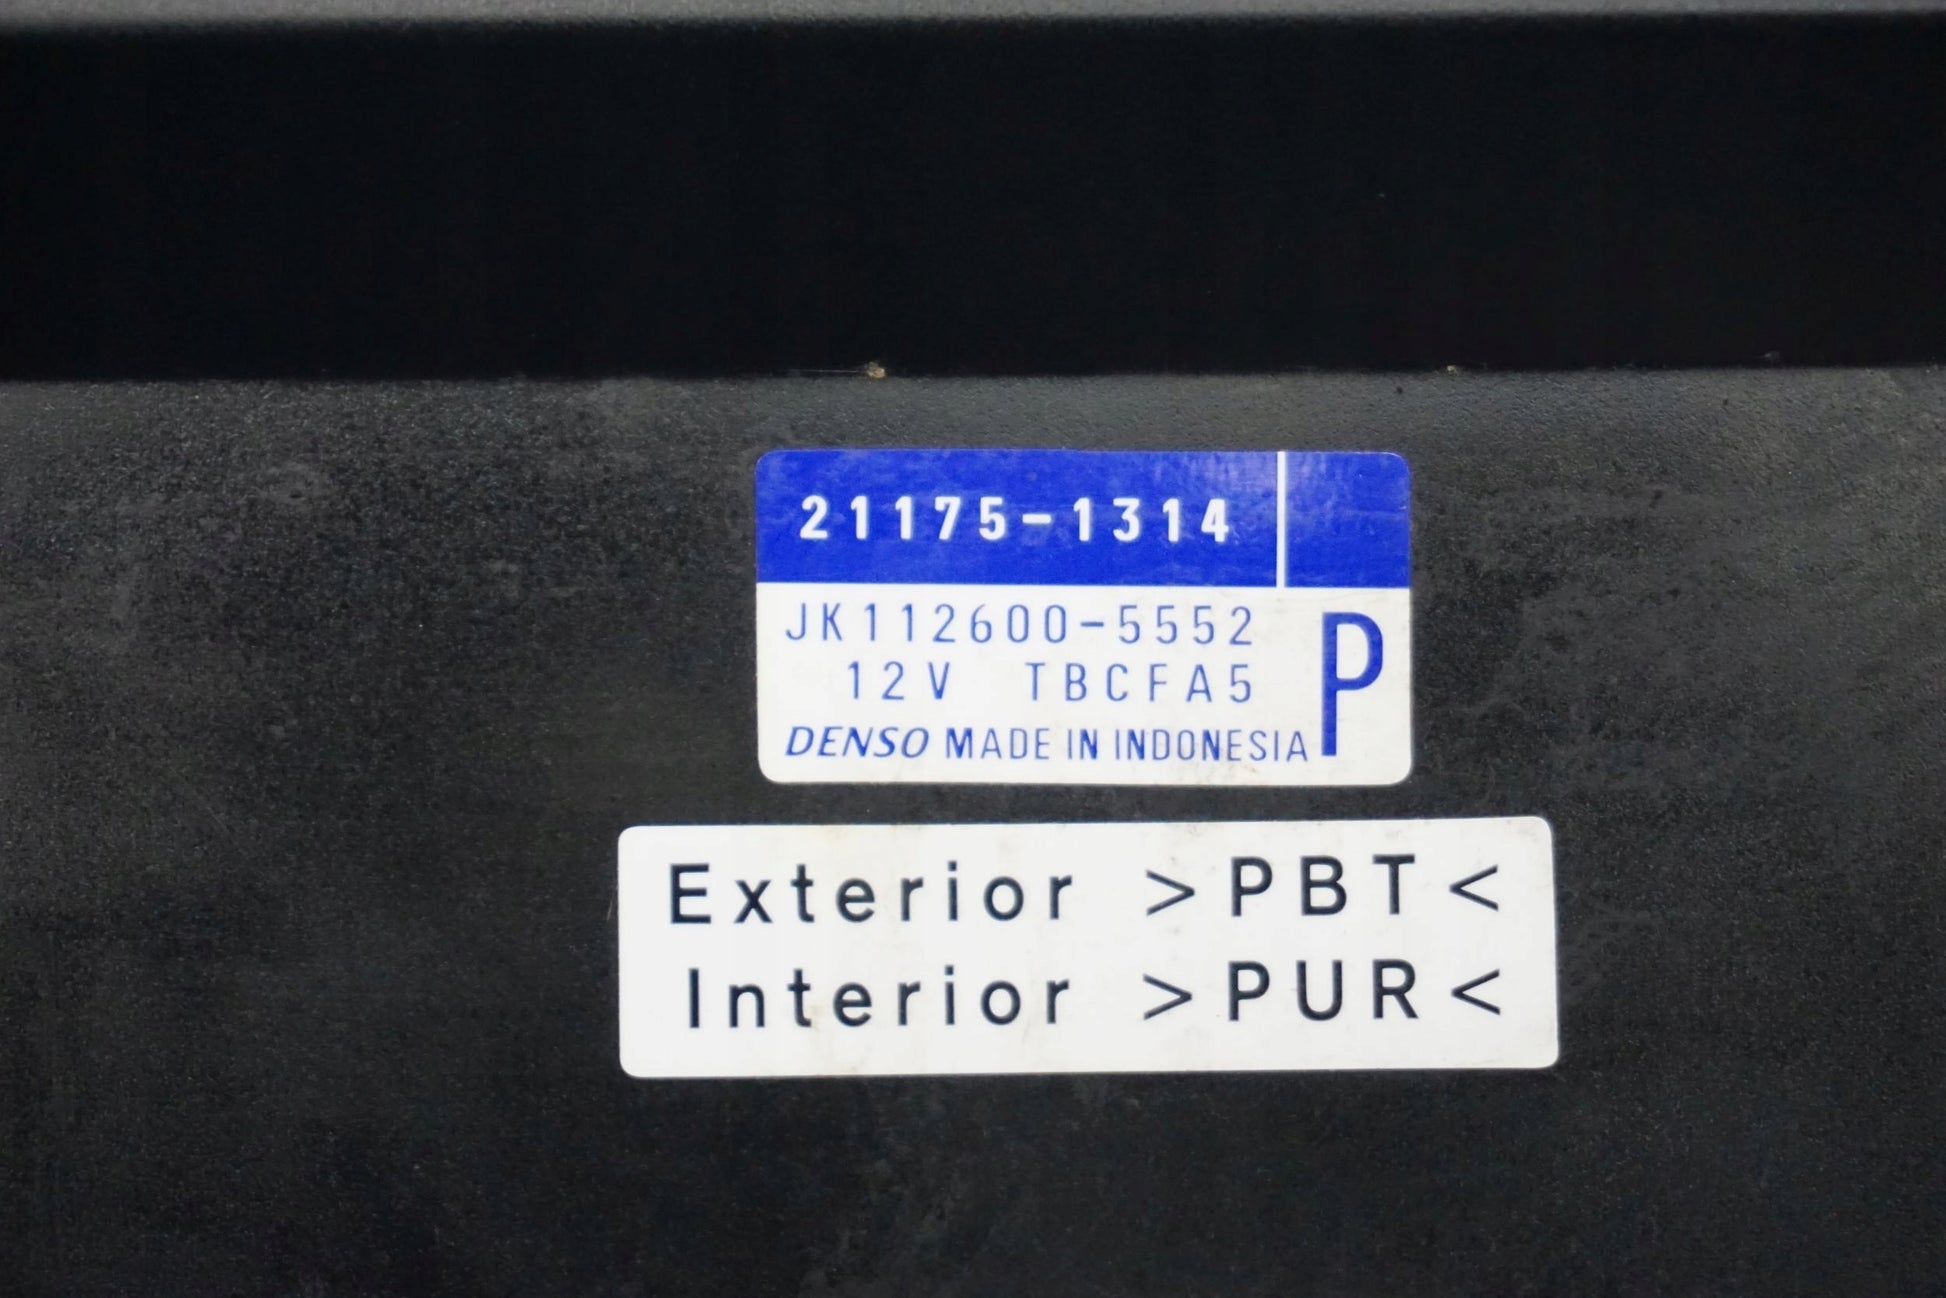 21175-1314
JK112600-5552
12V TBCFA5
P
DENSO MADE IN INDONESIA
Exterior >PBT<
Interior >PUR<